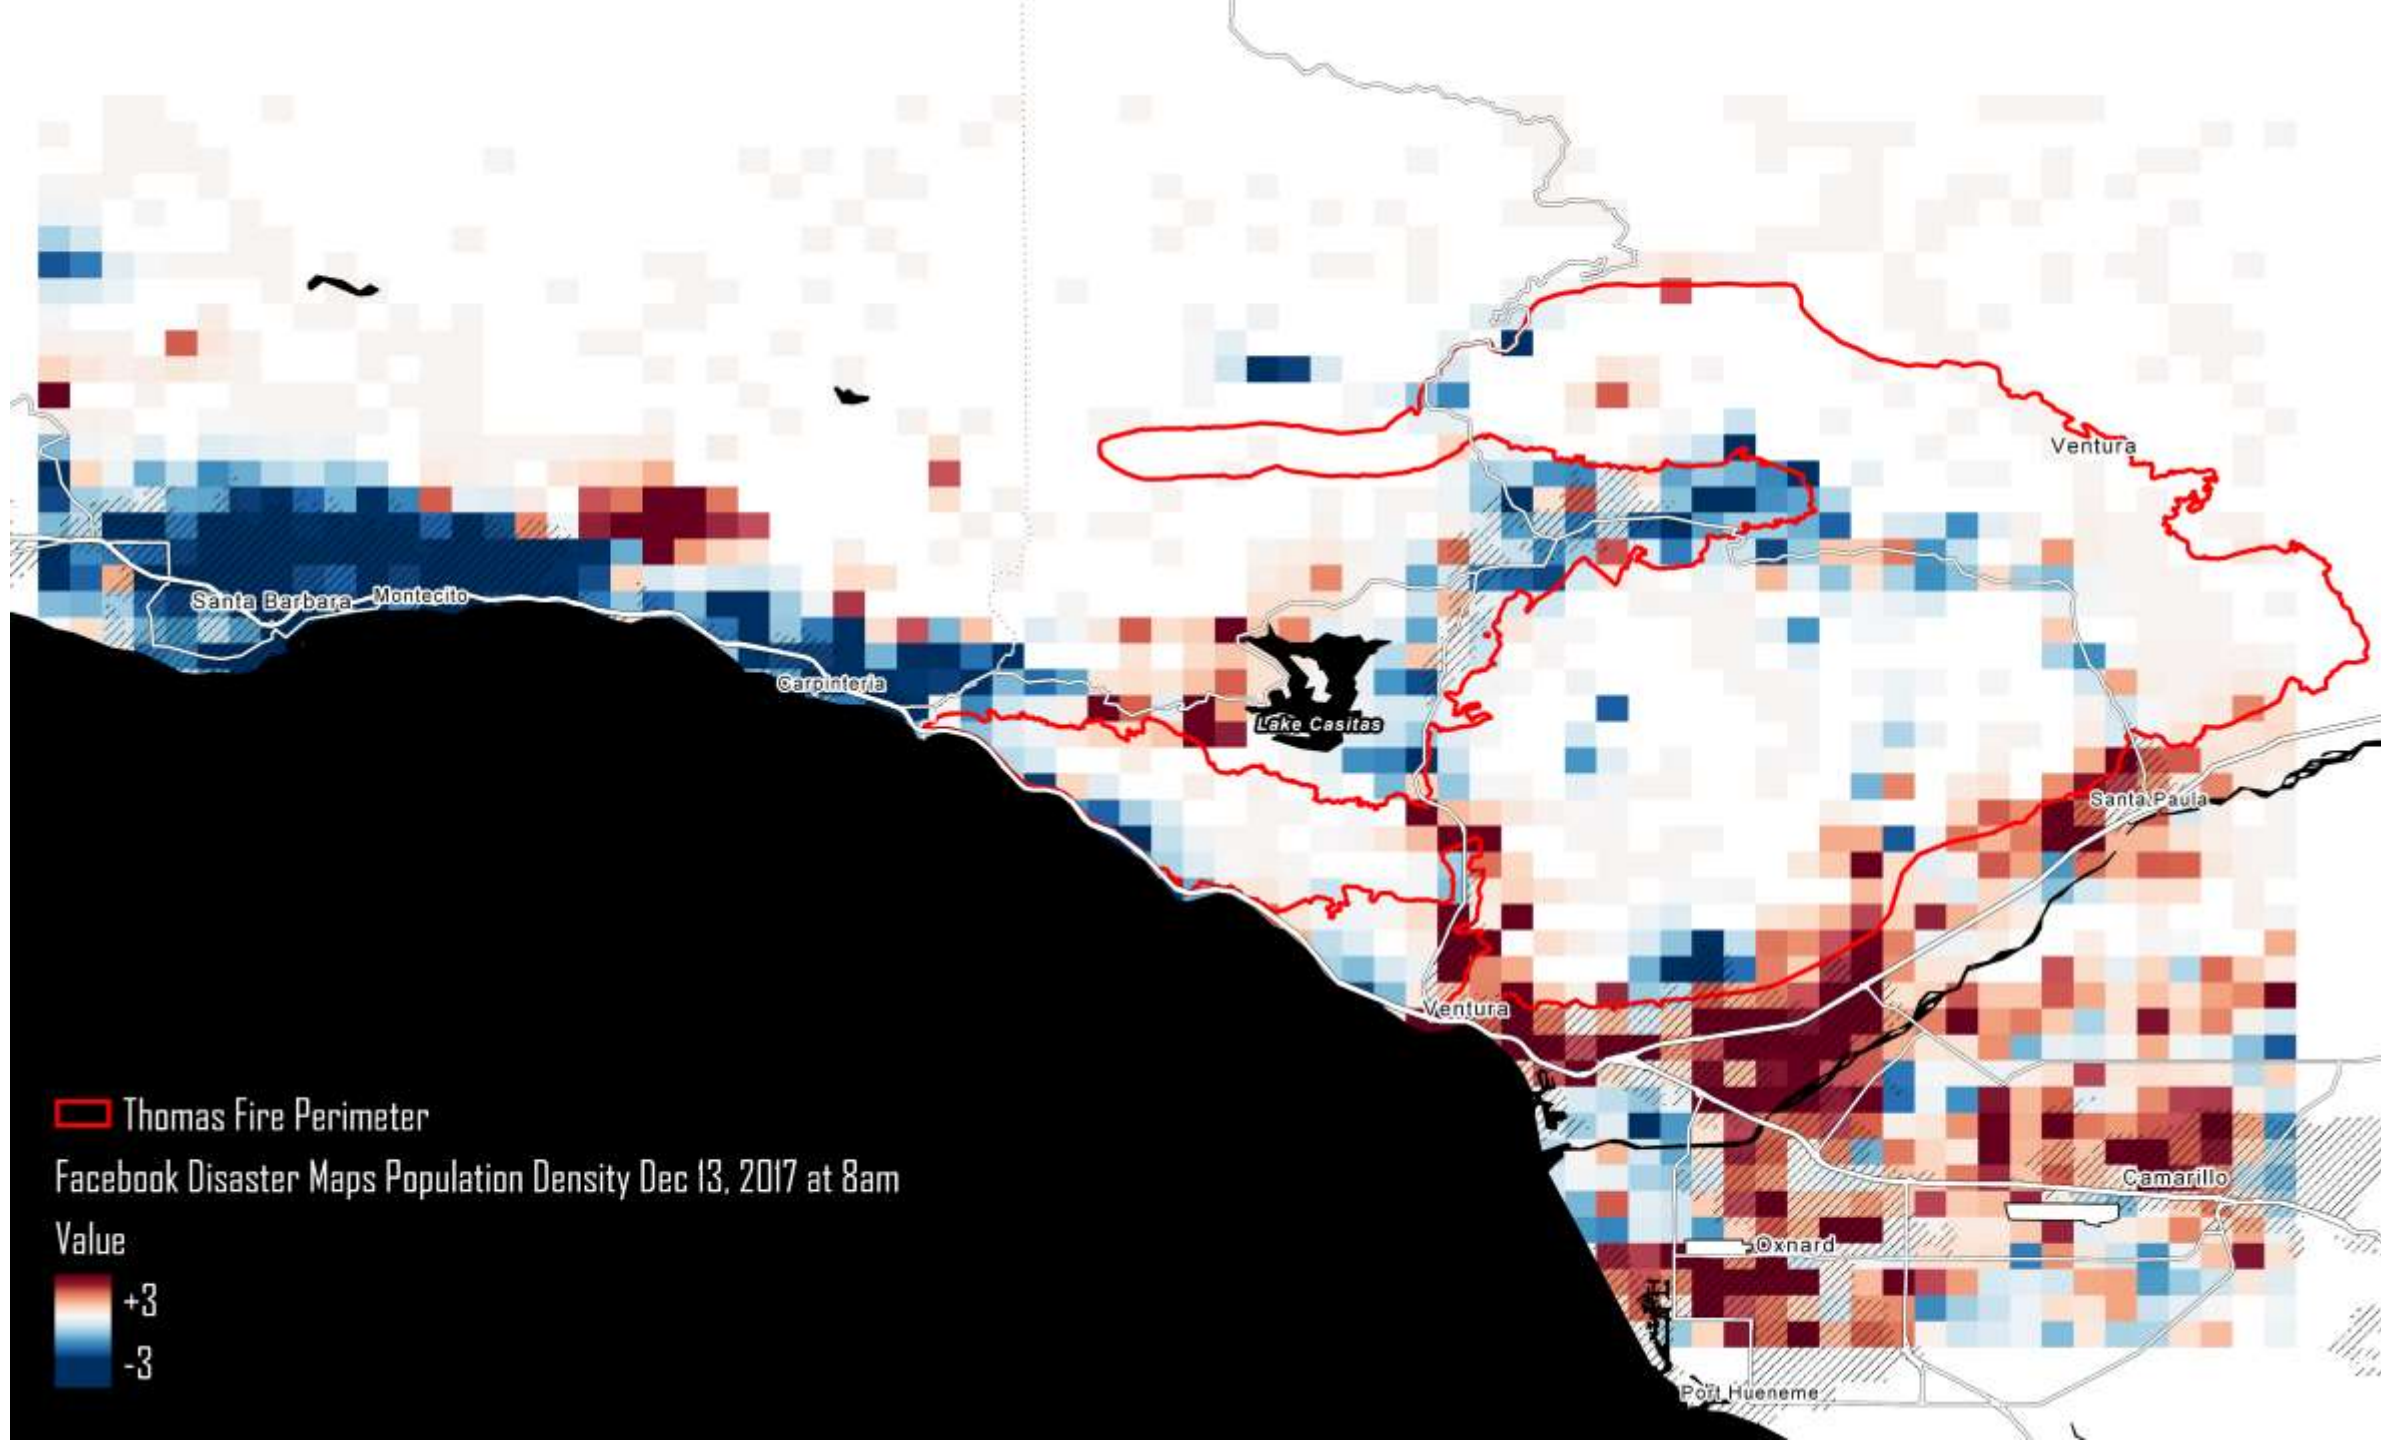 Ventura
Santa Barbara
Montecito
Carpinteria
Lake Casitas
Santa Paula
Ventura
Thomas Fire Perimeter
Facebook Disaster Maps Population Density Dec 13, 2017 at 8am
Camarillo
Value
Oxnard
+3
-3
Port Hueneme